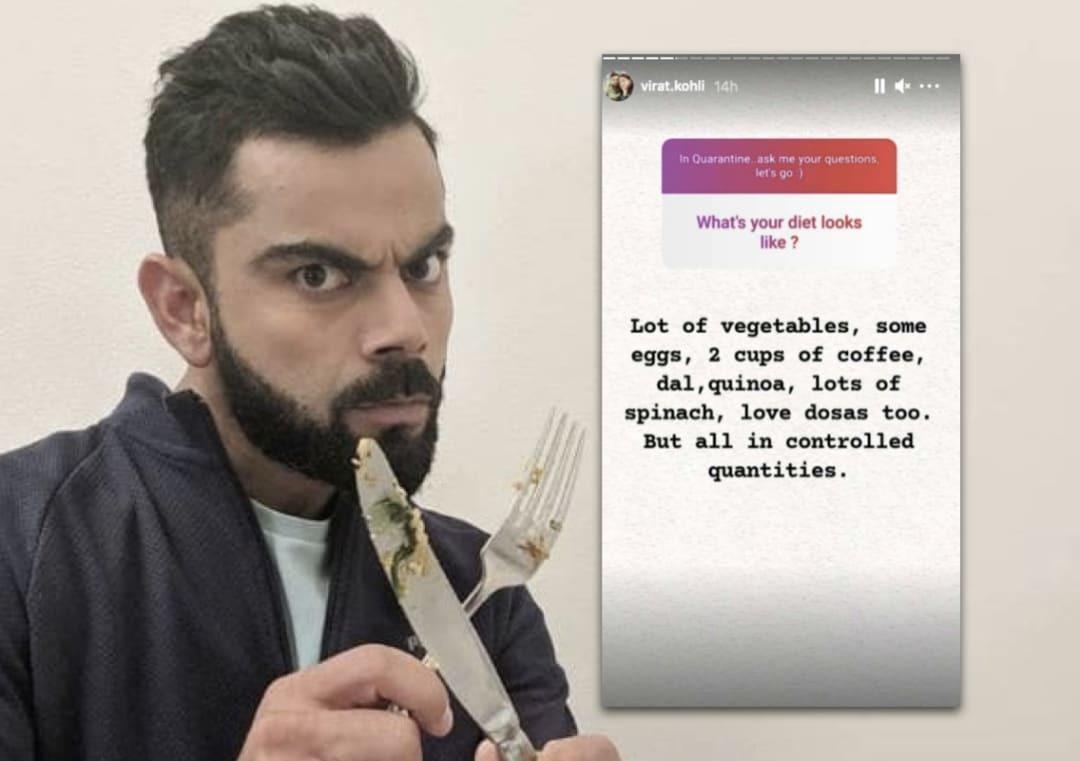 virat.kohli 14h
In Quarantine..ask me your questions,
let's go :)
What's your diet looks
like ?
Lot of vegetables, some
eggs, 2 cups of coffee,
dal,quinoa, lots of
spinach, love dosas too.
But all in controlled
quantities.